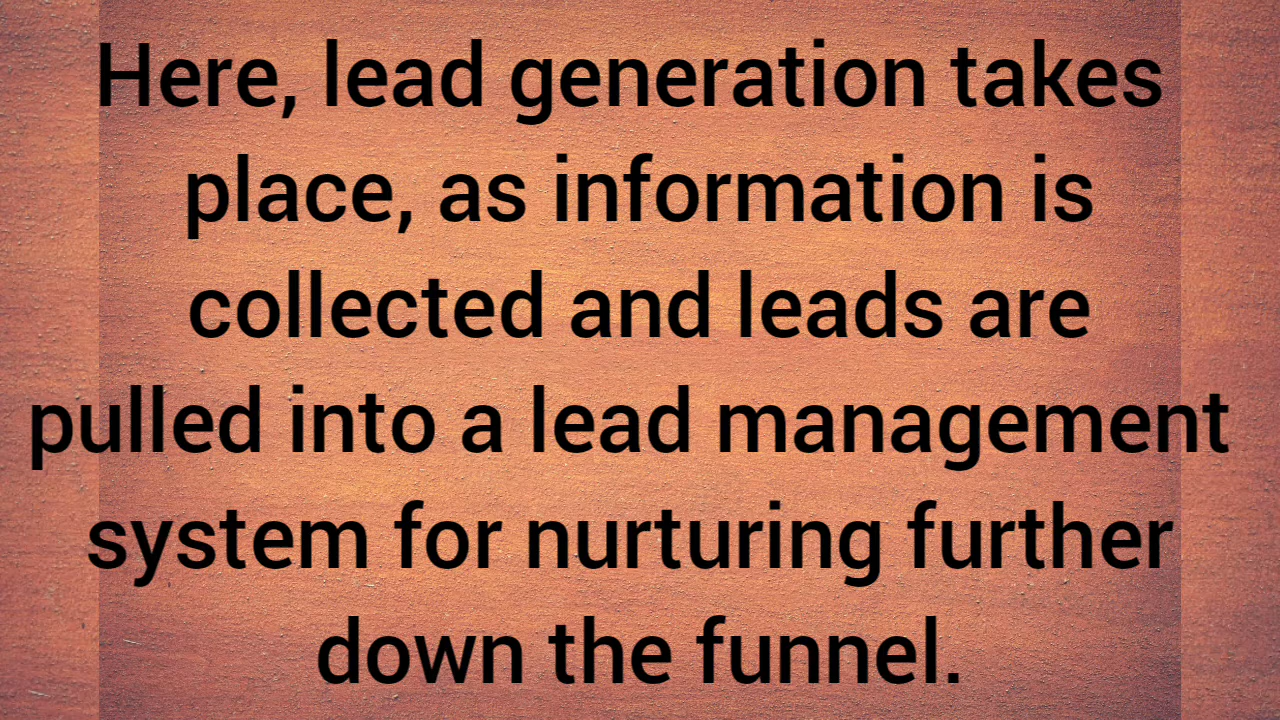 Here, lead generation takes
place, as information is
collected and leads are
pulled into a lead management
system for nurturing further
down the funnel.